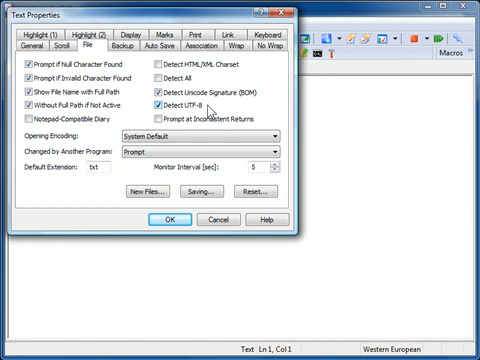 Text Properties
Highlight (1) Highlight (2) Display Marks Print Link Keyboard
General Scroll File Backup Auto Save Association Wrap No Wrap
Macros
Prompt if Null Character Found Detect HTML/XML Charset
Prompt if Invalid Character Found Detect All
Show File Name with Full Path Detect Unicode Signature (BOM)
Without Full Path if Not Active Detect UTF-8
Notepad-Compatible Diary Prompt at Inconsistent Returns
Opening Encoding: System Default
Changed by Another Program: Prompt
Default Extension: txt Monitor Interval [sec]: 5
New Files... Saving... Reset...
OK Cancel Help
Text Ln 1, Col 1 Western European